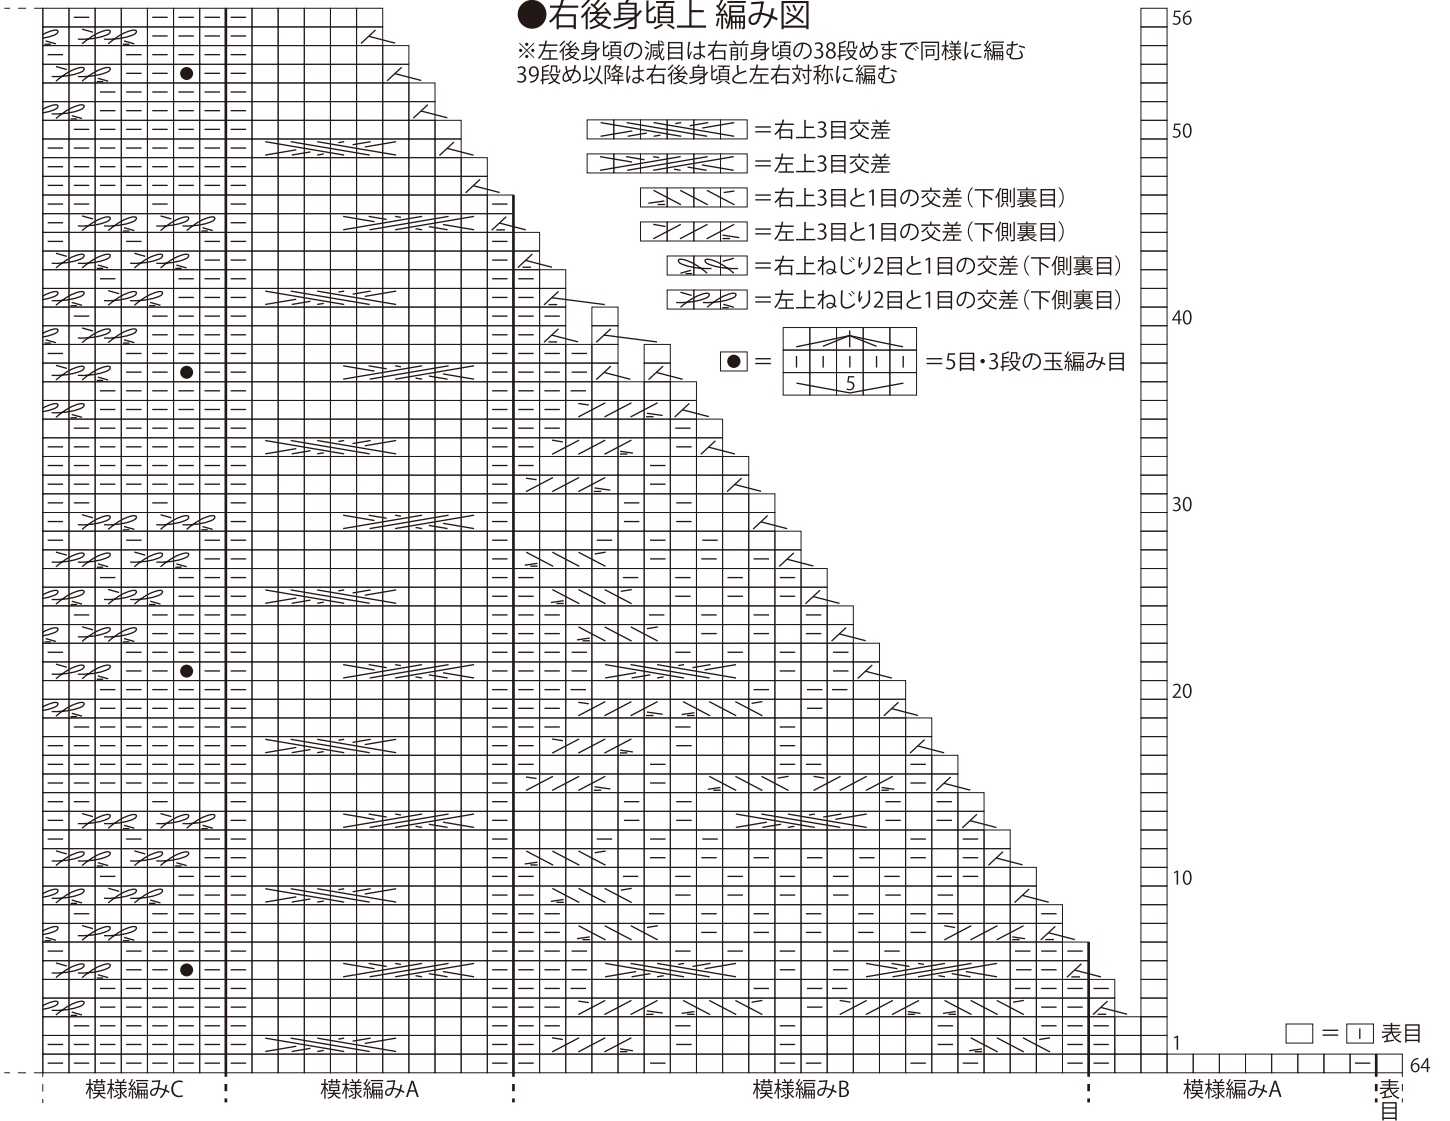 ●右後身頃上 編み図
※左後身頃の減目は右前身頃の38段めまで同様に編む
39段め以降は右後身頃と左右対称に編む
＝右上3目交差
＝左上3目交差
＝右上3目と1目の交差（下側裏目）
＝左上3目と1目の交差（下側裏目）
＝右上ねじり2目と1目の交差（下側裏目）
＝左上ねじり2目と1目の交差（下側裏目）
● ＝ 5 ＝5目・3段の玉編み目
56
50
40
30
20
10
1
＝ 表目
64
模様編みC
模様編みA
模様編みB
模様編みA
表目